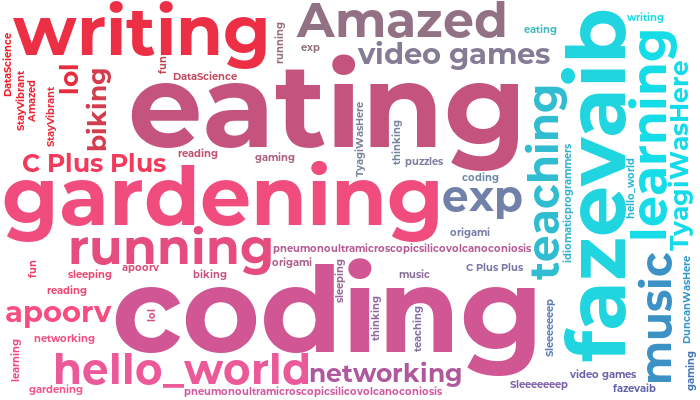 writing
Amazed
writing
eating
running
exp
video games
DataScience
fun
lol
DataScience
StayVibrant
Amazed
StayVibrant
biking
eating
fazevaib
learning
TyagiWasHere
teaching
TyagiWasHere
thinking
reading
gaming
puzzles
C Plus Plus
coding
idiomaticprogrammers
hello_world
gardening
exp
origami
running
pneumonoultramicroscopicsilicovolcanoconiosis
origami
fun
sleeping
apoorv
biking
sleeping
music
C Plus Plus
music
DuncanWasHere
reading
coding
apoorv
lol
thinking
teaching
Sleeeeeeep
networking
learning
hello_world
networking
video games
gaming
gardening
pneumonoultramicroscopicsilicovolcanoconiosis
Sleeeeeeep
fazevaib